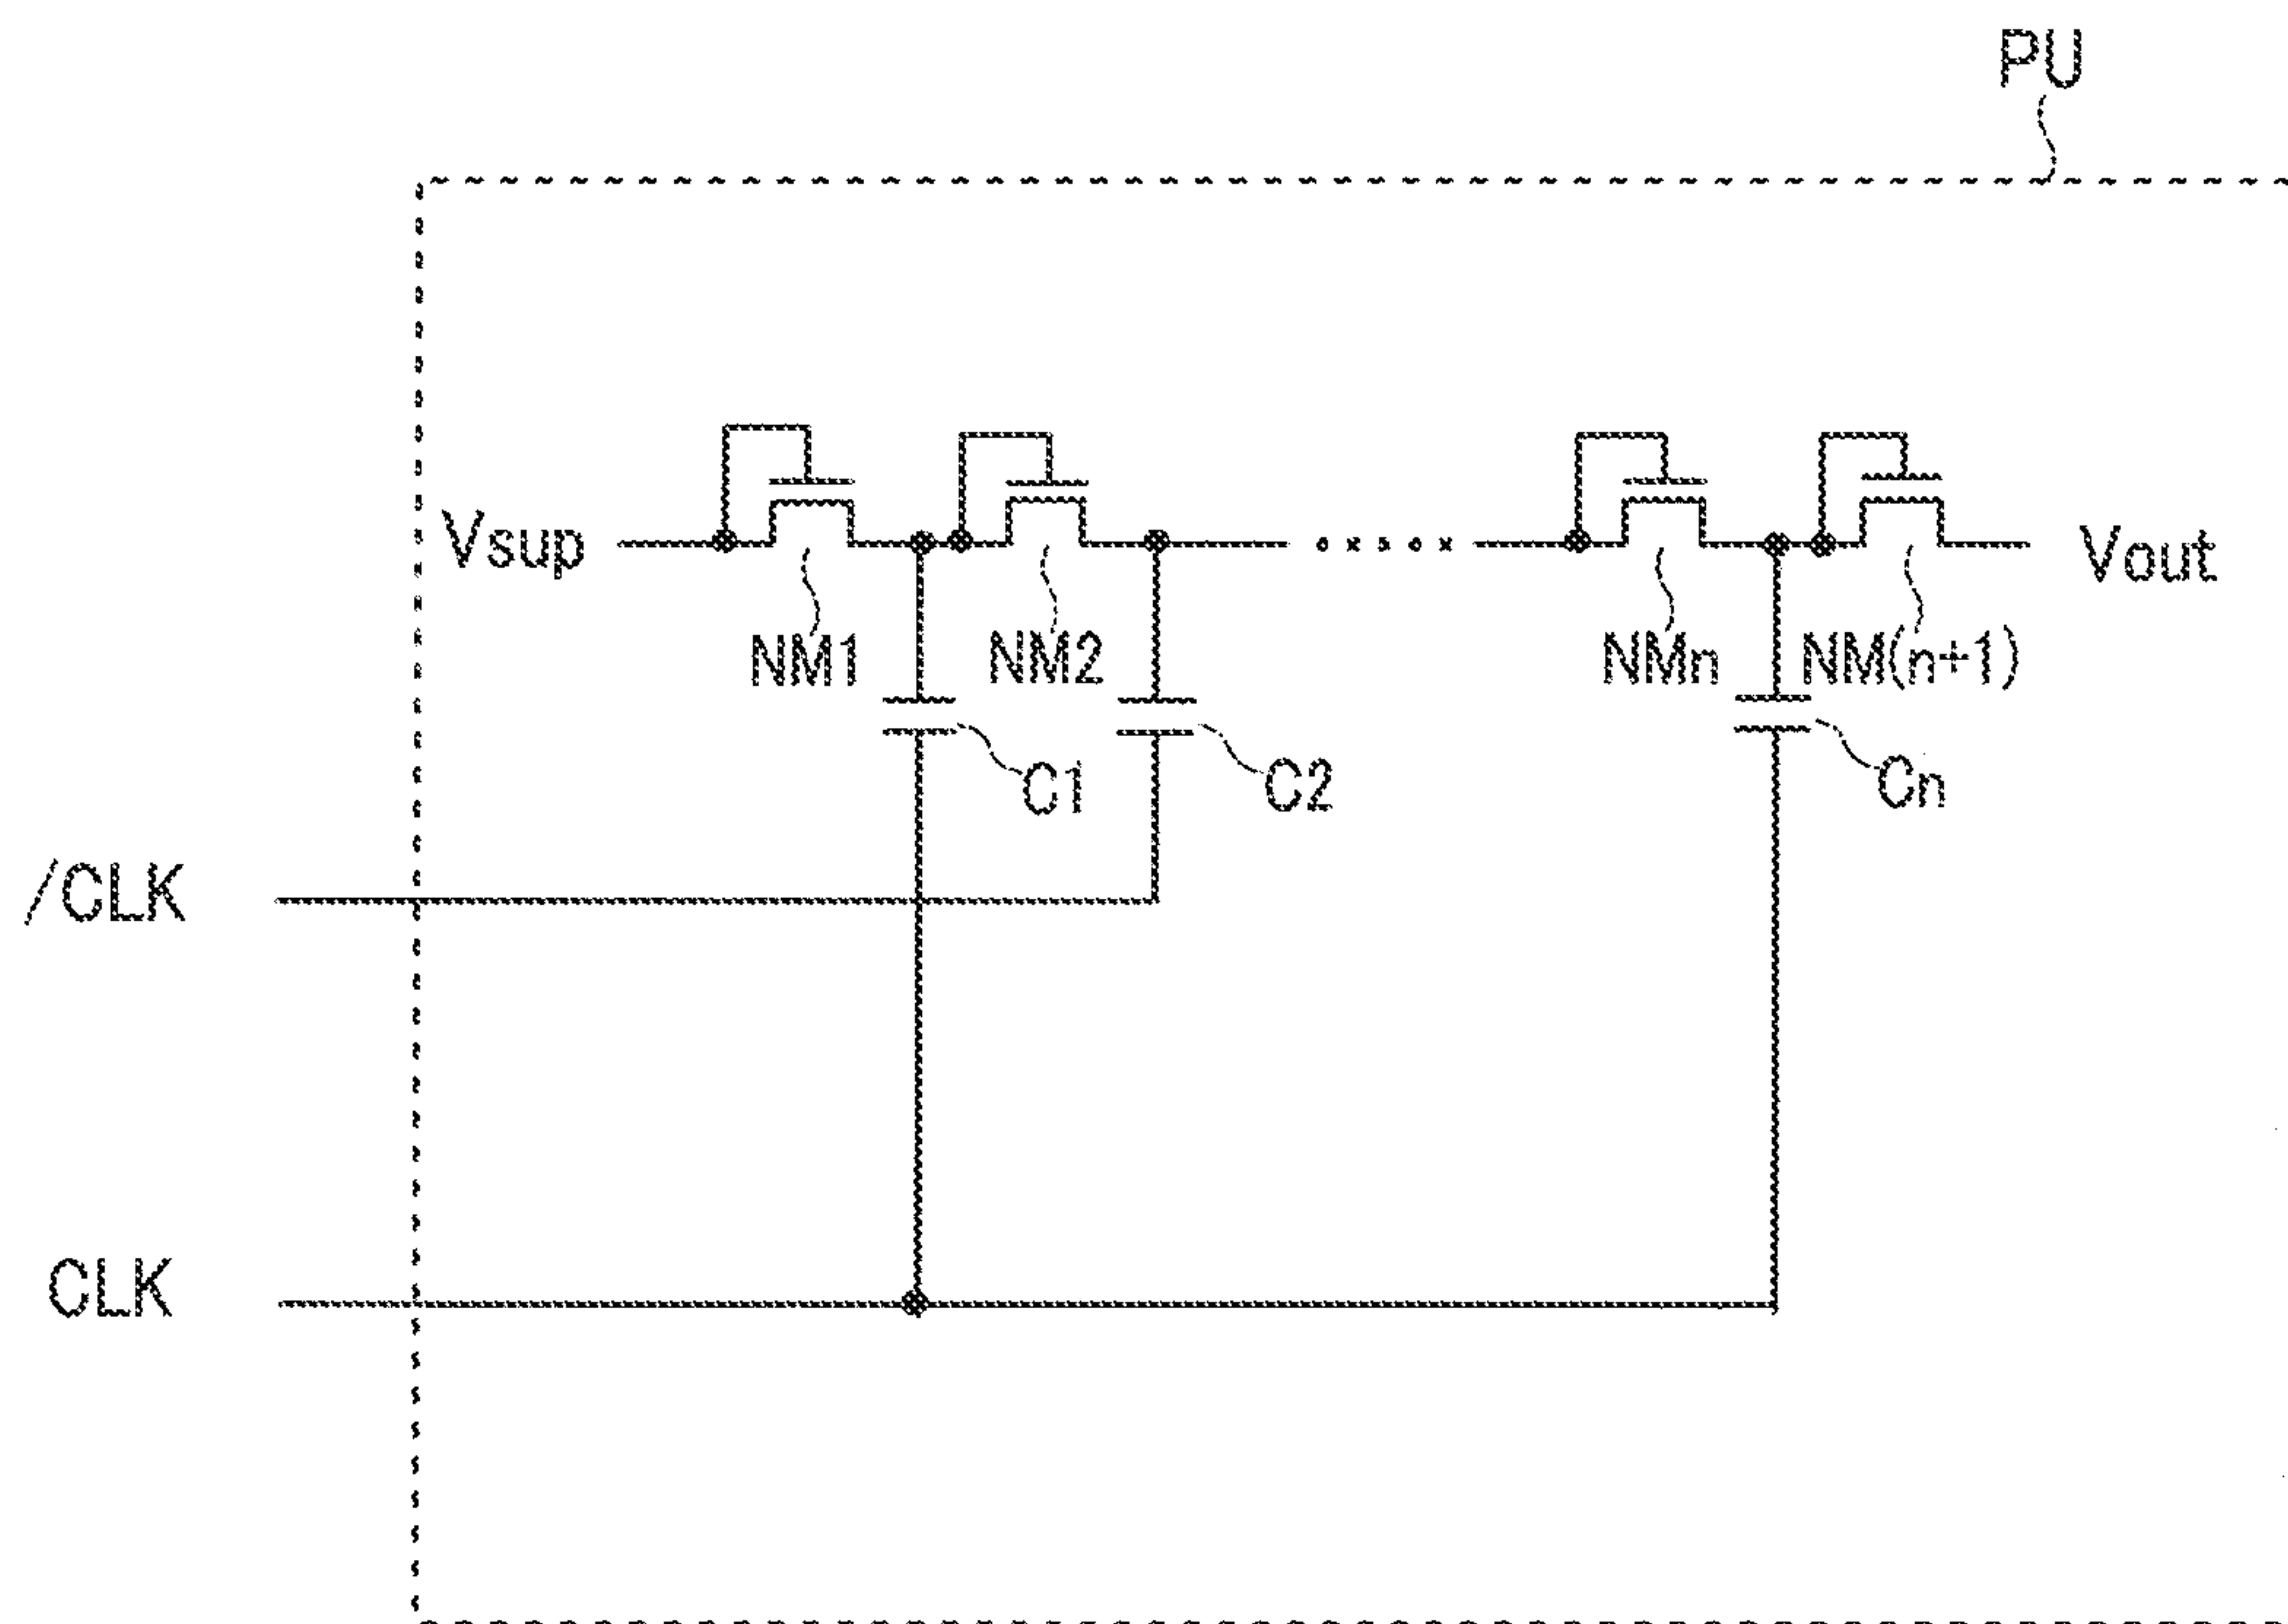 PU
Vsup
Vout
NM1
NM2
NMn
NM(n+1)
C1
C2
Cn
/CLK
CLK